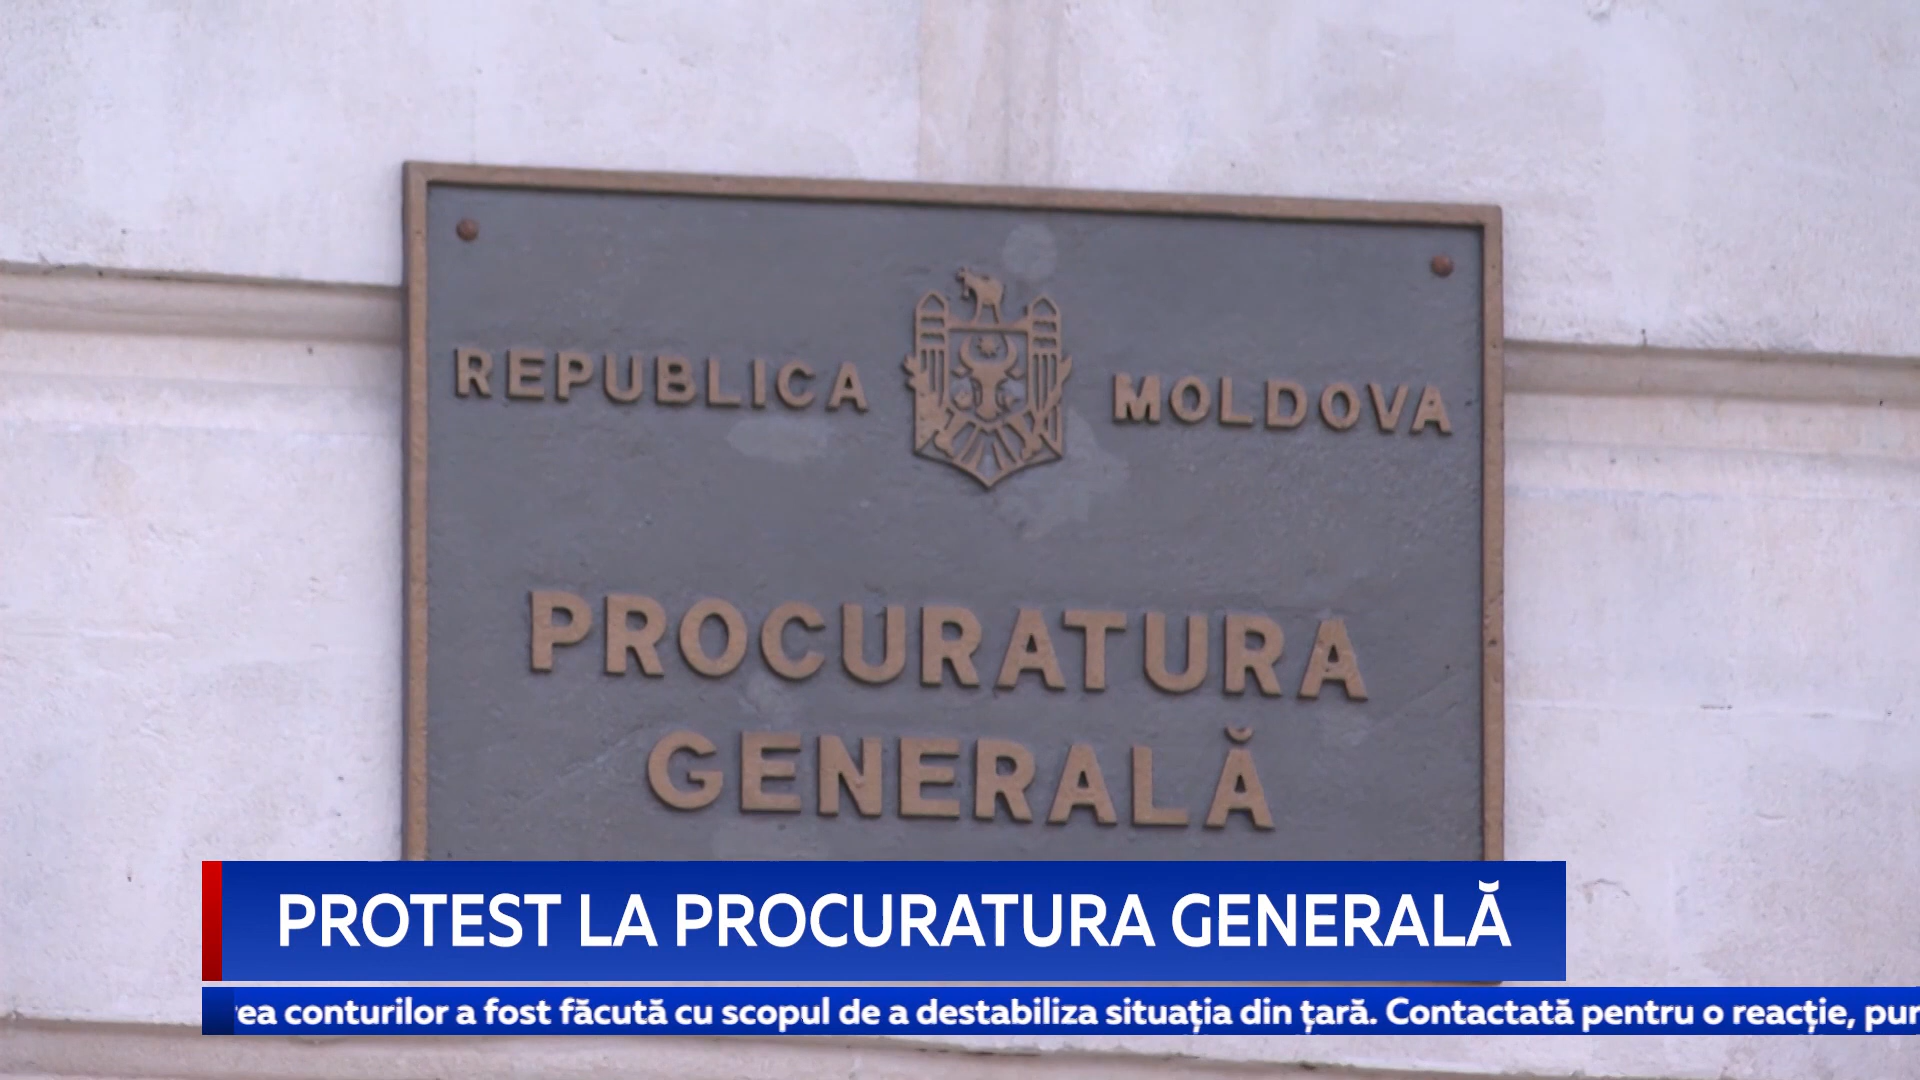 REPUBLICA MOLDOVA
PROCURATURA
GENERALĂ
PROTEST LA PROCURATURA GENERALĂ
conturilor a fost făcută cu scopul de a destabiliza situația din țară. Contactată pentru o reacție,